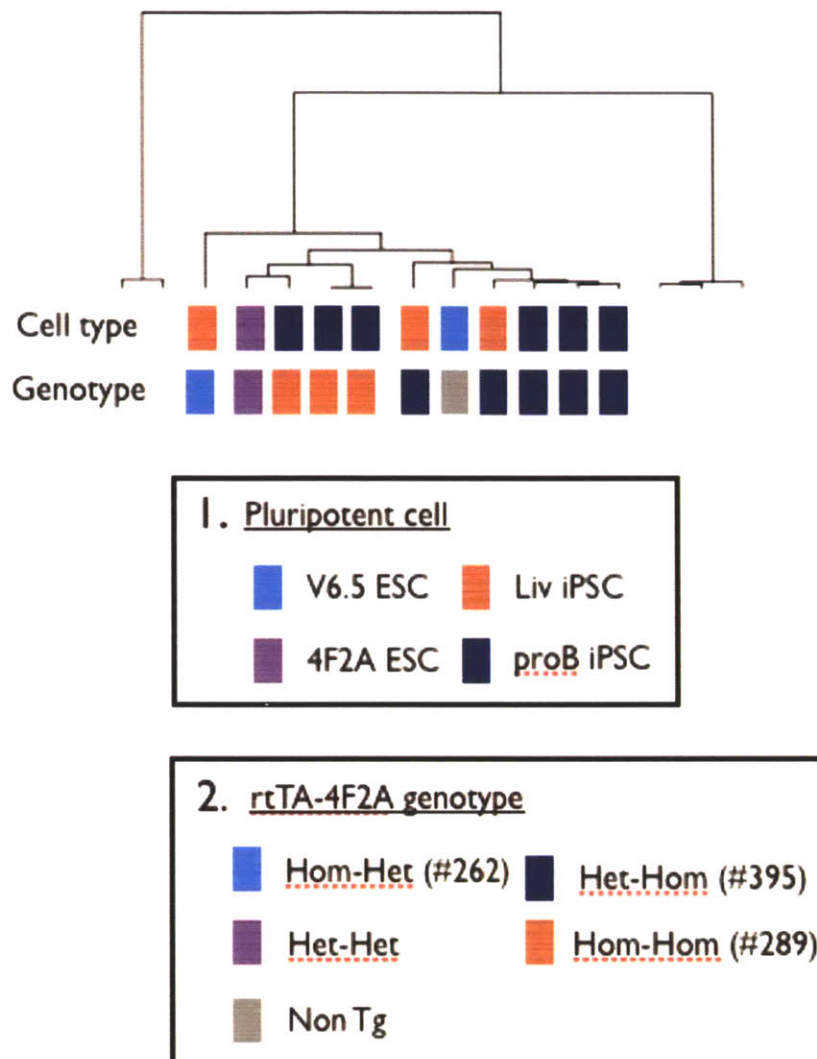 Cell type
Genotype
1. Pluripotent cell
V6.5 ESC
Liv iPSC
4F2A ESC
proB iPSC
2. rtTA-4F2A genotype
Hom-Het (#262)
Het-Hom (#395)
Het-Het
Hom-Hom (#289)
Non Tg